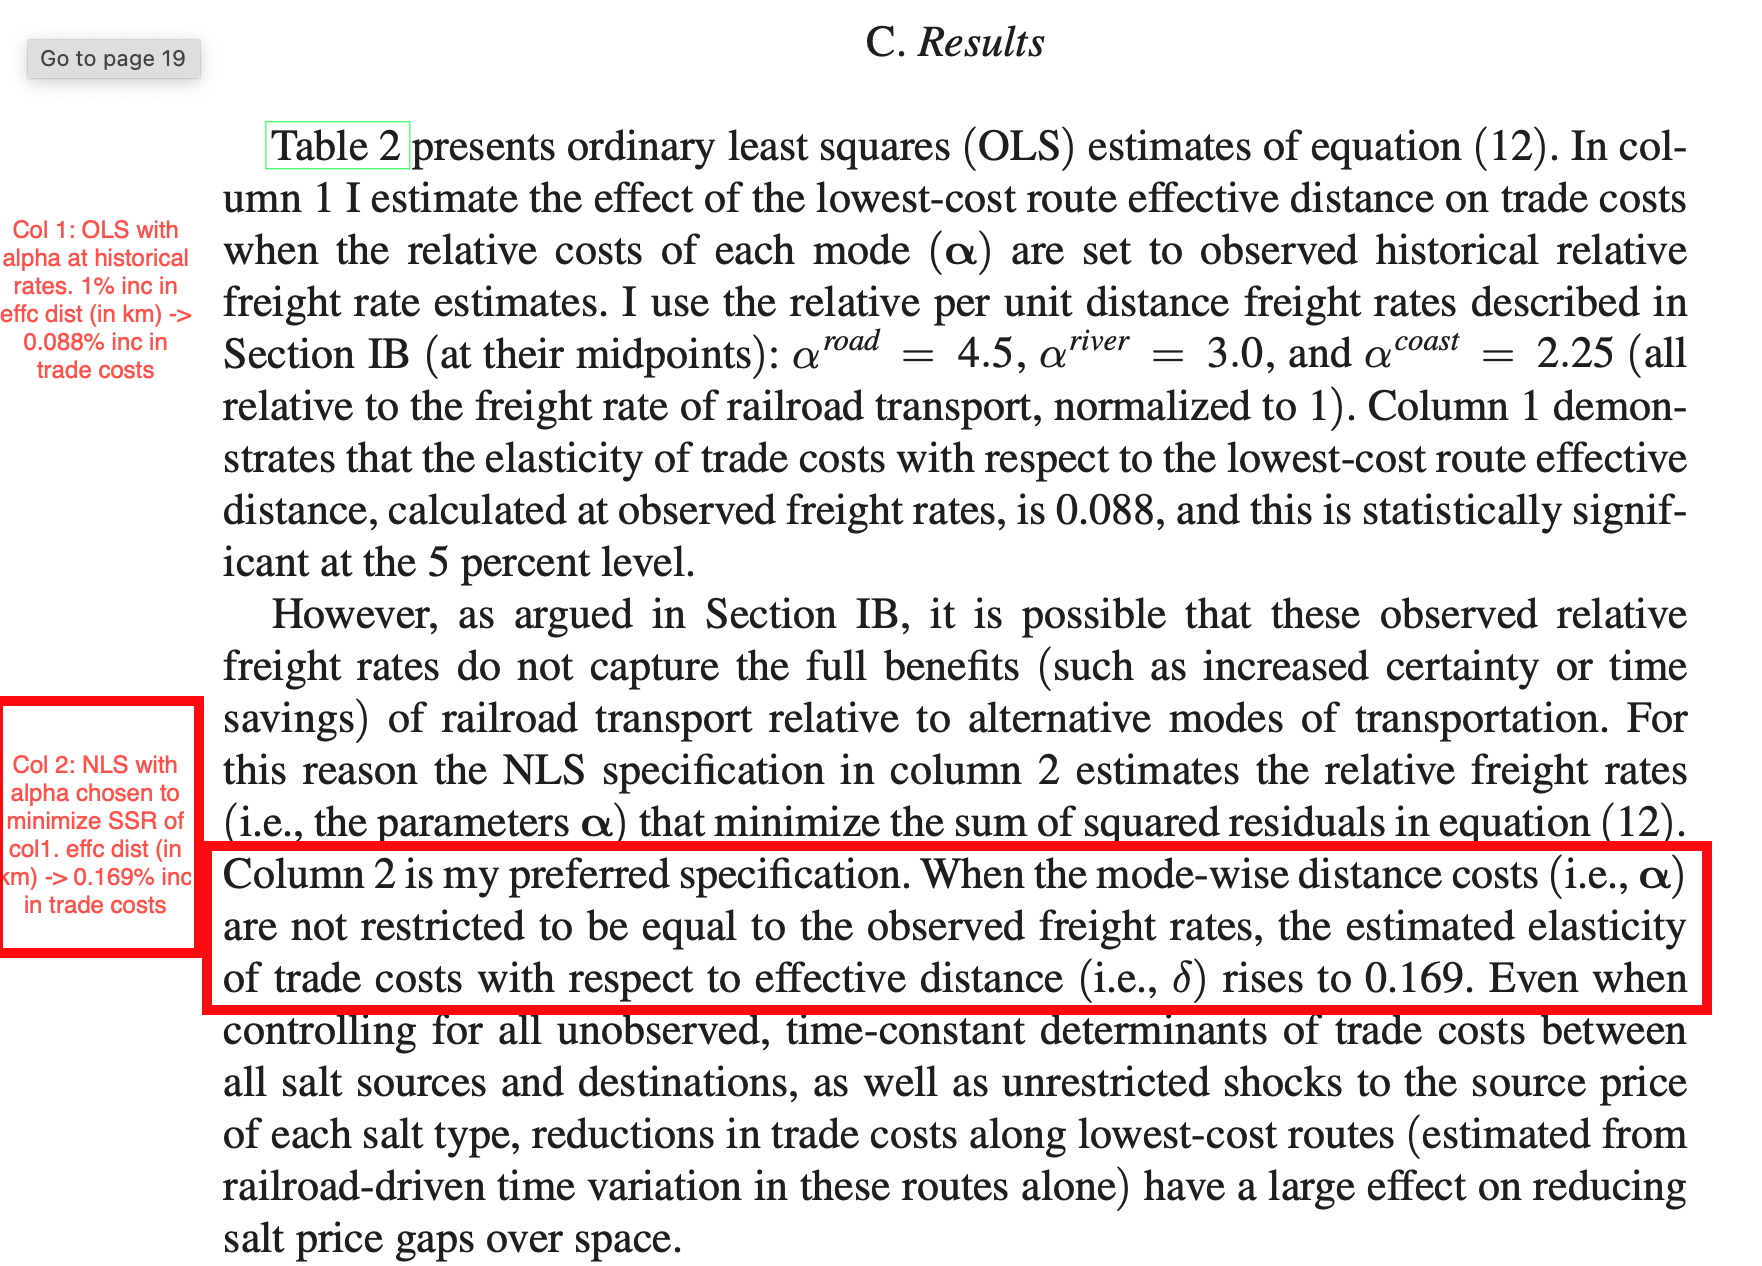 C. Results
Go to page 19
Table 2 presents ordinary least squares (OLS) estimates of equation (12). In col-
umn 1 I estimate the effect of the lowest-cost route effective distance on trade costs
when the relative costs of each mode (α) are set to observed historical relative
freight rate estimates. I use the relative per unit distance freight rates described in
Section IB (at their midpoints): α^road = 4.5, α^river = 3.0, and α^coast = 2.25 (all
relative to the freight rate of railroad transport, normalized to 1). Column 1 demon-
strates that the elasticity of trade costs with respect to the lowest-cost route effective
distance, calculated at observed freight rates, is 0.088, and this is statistically signif-
icant at the 5 percent level.
Col 1: OLS with
alpha at historical
rates. 1% inc in
effc dist (in km) ->
0.088% inc in
trade costs
However, as argued in Section IB, it is possible that these observed relative
freight rates do not capture the full benefits (such as increased certainty or time
savings) of railroad transport relative to alternative modes of transportation. For
this reason the NLS specification in column 2 estimates the relative freight rates
(i.e., the parameters α) that minimize the sum of squared residuals in equation (12).
Column 2 is my preferred specification. When the mode-wise distance costs (i.e., α)
are not restricted to be equal to the observed freight rates, the estimated elasticity
of trade costs with respect to effective distance (i.e., δ) rises to 0.169. Even when
controlling for all unobserved, time-constant determinants of trade costs between
all salt sources and destinations, as well as unrestricted shocks to the source price
of each salt type, reductions in trade costs along lowest-cost routes (estimated from
railroad-driven time variation in these routes alone) have a large effect on reducing
salt price gaps over space.
Col 2: NLS with
alpha chosen to
minimize SSR of
col1. effc dist (in
km) -> 0.169% inc
in trade costs